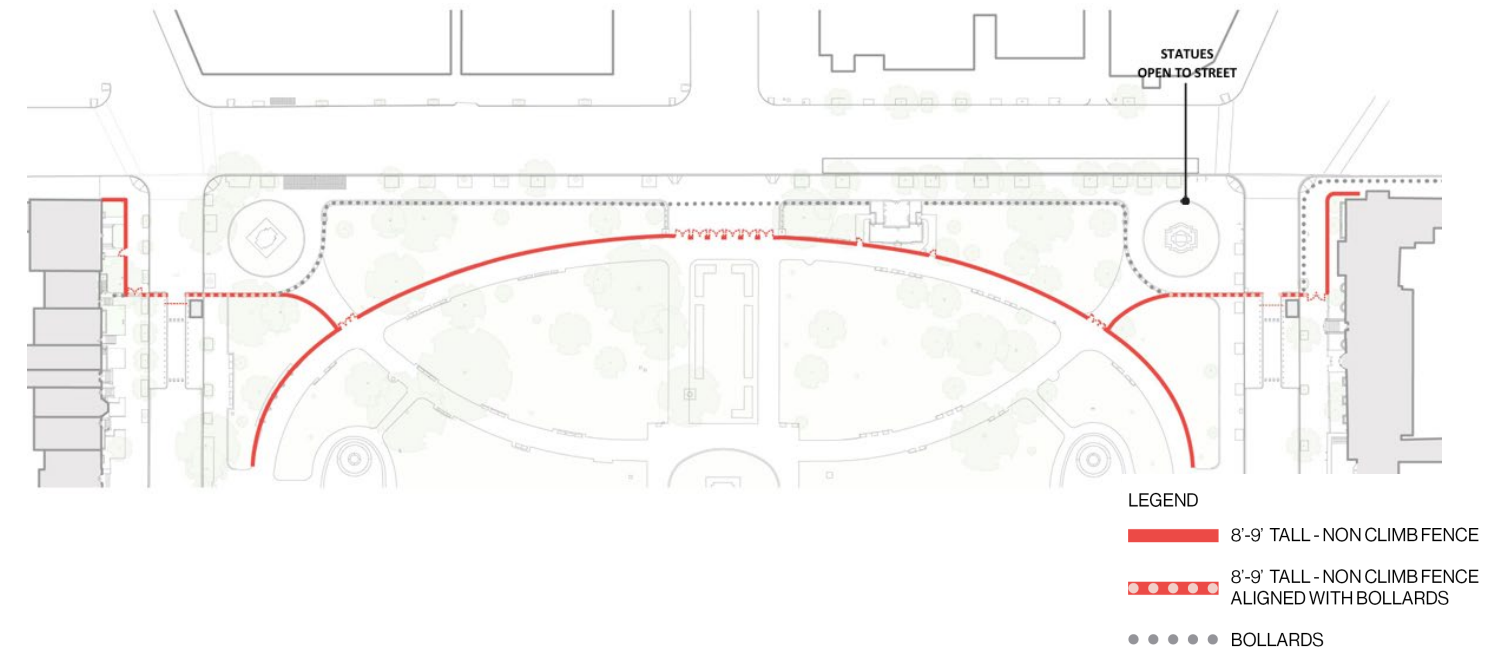 STATUES
OPEN TO STREET
LEGEND
8'-9' TALL - NON CLIMB FENCE
8'-9' TALL - NON CLIMB FENCE
ALIGNED WITH BOLLARDS
BOLLARDS